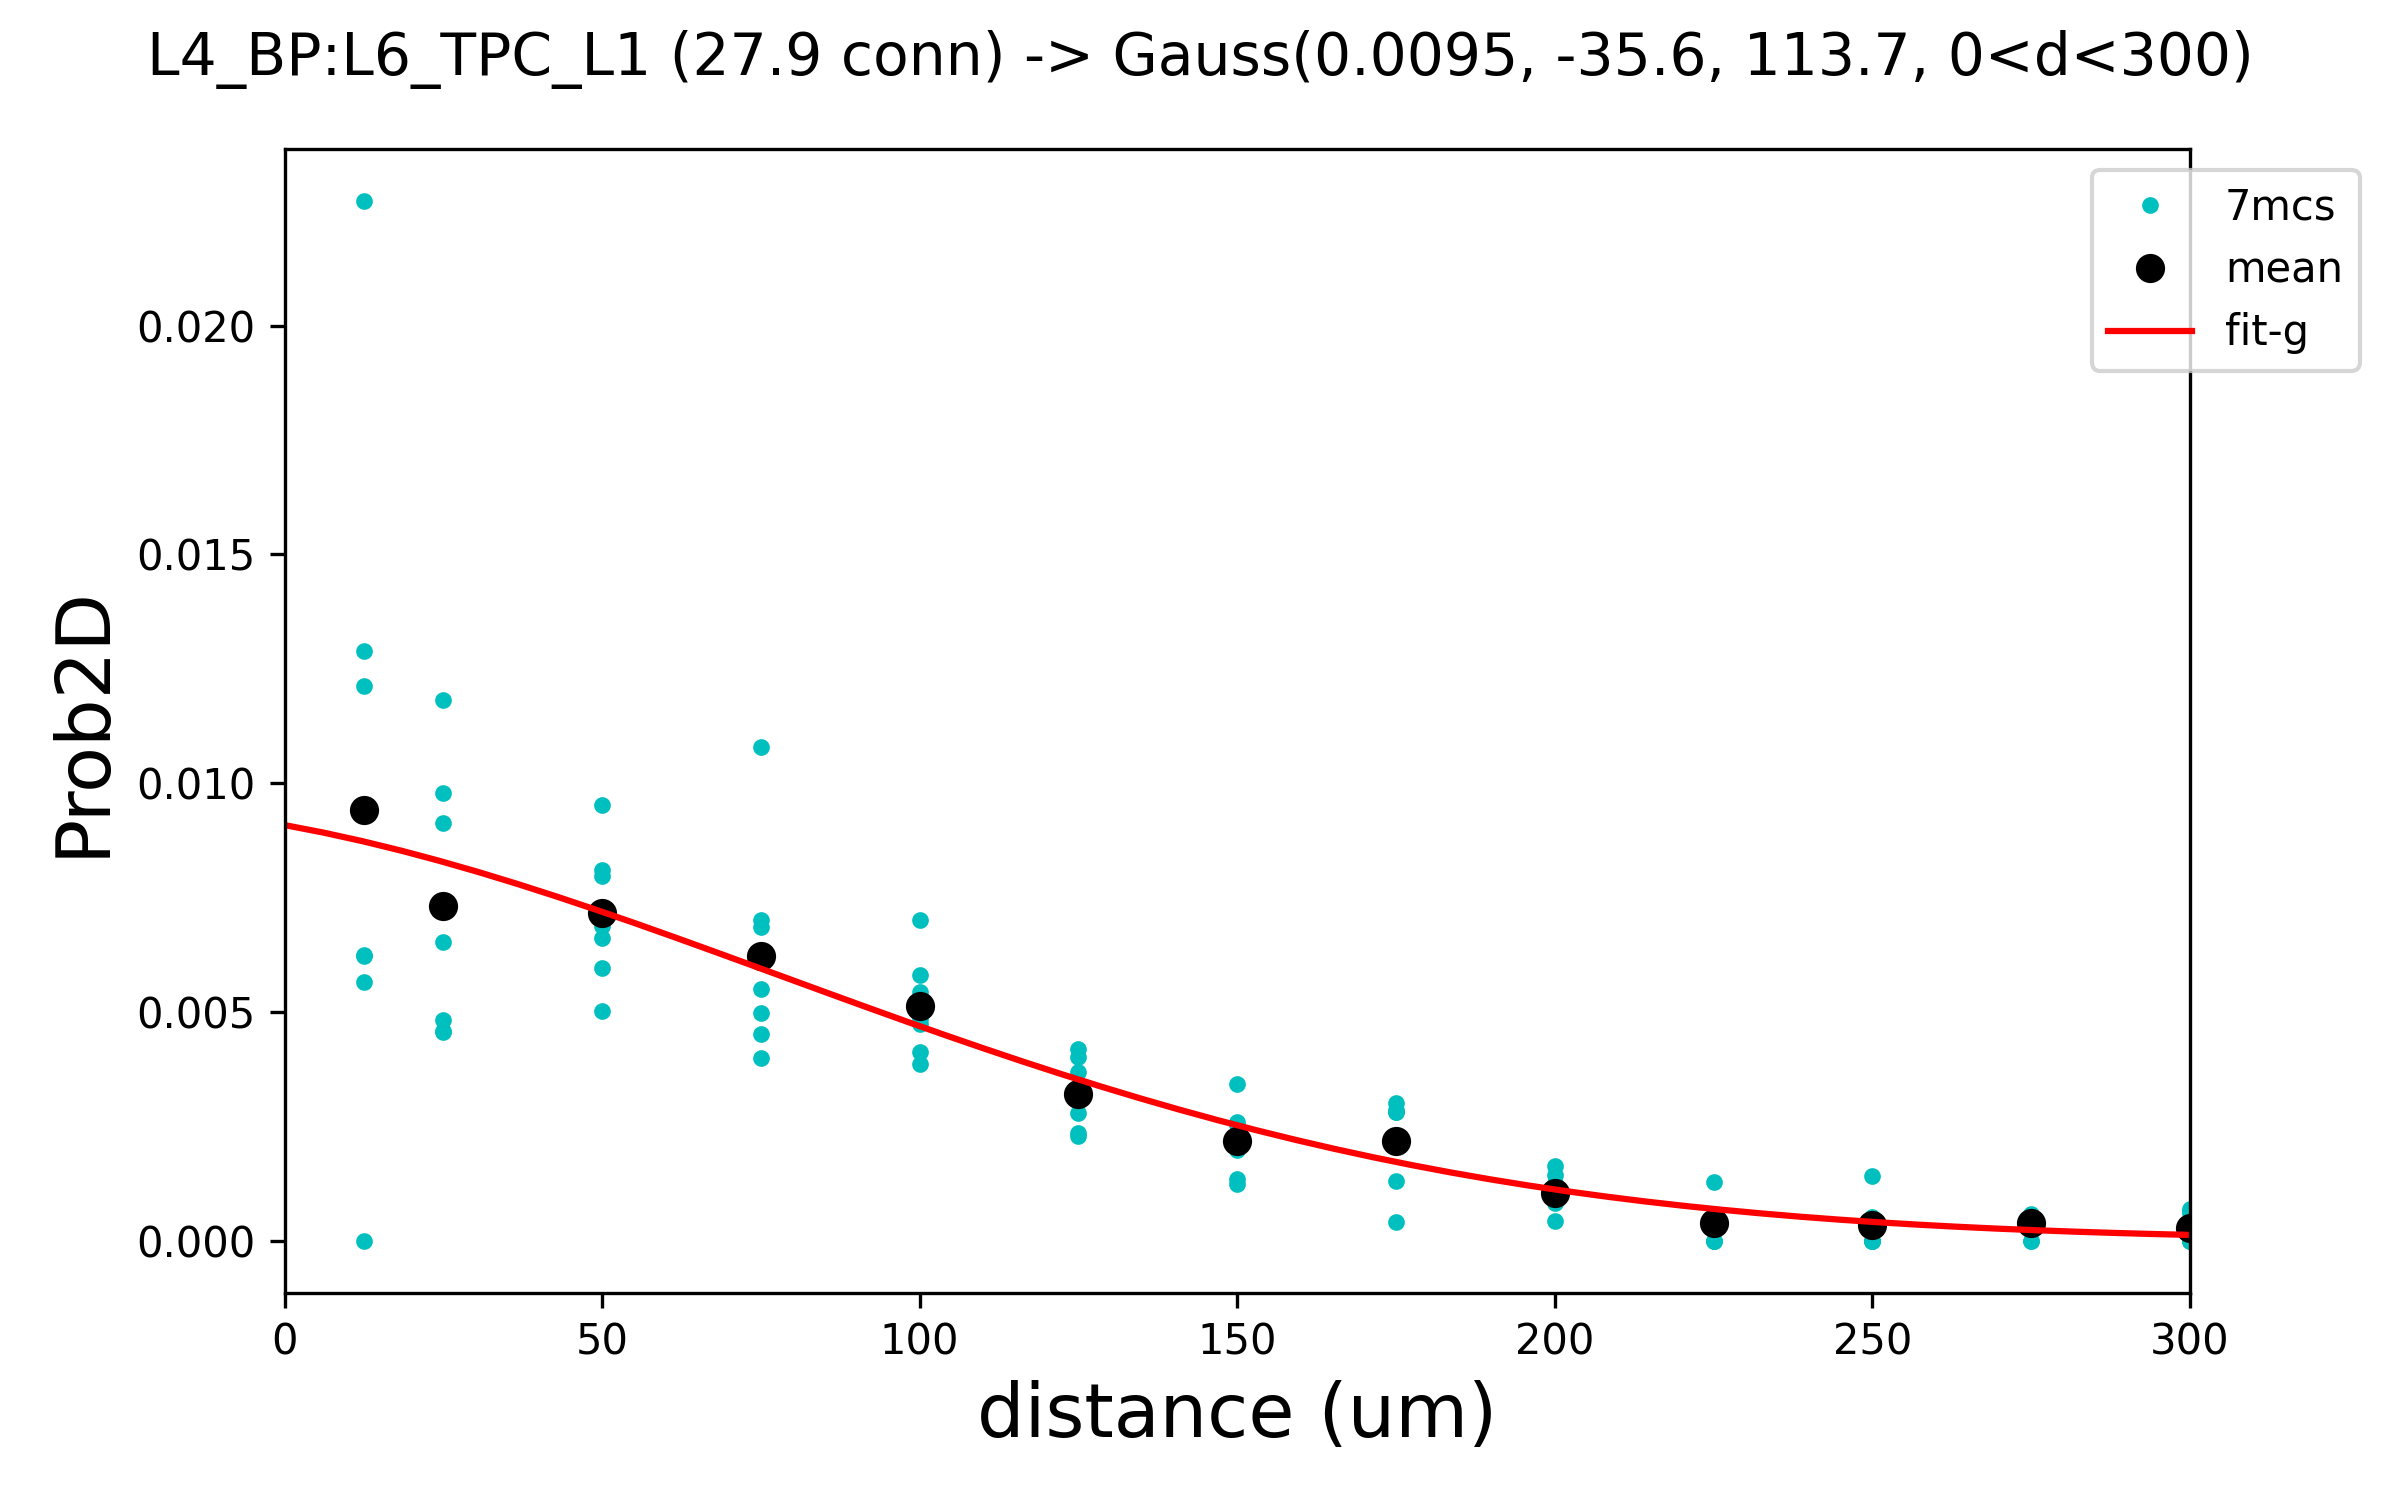 L4_BP:L6_TPC_L1 (27.9 conn) -> Gauss(0.0095, -35.6, 113.7, 0<d<300)
7mcs
mean
fit-g
0.020
0.015
0.010
0.005
0.000
Prob2D
0 50 100 150 200 250 300
distance (um)